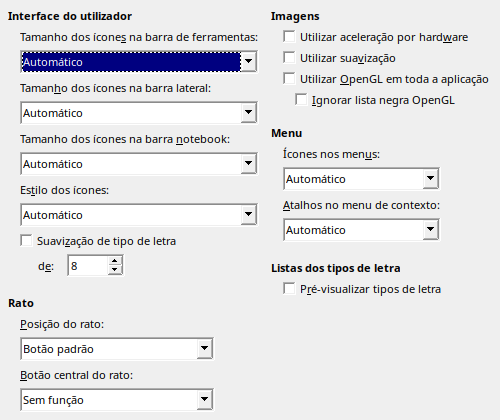 Interface do utilizador
Tamanho dos ícones na barra de ferramentas:
Automático
Tamanho dos ícones na barra lateral:
Automático
Tamanho dos ícones na barra notebook:
Automático
Estilo dos ícones:
Automático
Suavização de tipo de letra
de: 8
Rato
Posição do rato:
Botão padrão
Botão central do rato:
Sem função
Imagens
Utilizar aceleração por hardware
Utilizar suavização
Utilizar OpenGL em toda a aplicação
Ignorar lista negra OpenGL
Menu
Ícones nos menus:
Automático
Atalhos no menu de contexto:
Automático
Listas dos tipos de letra
Pré-visualizar tipos de letra